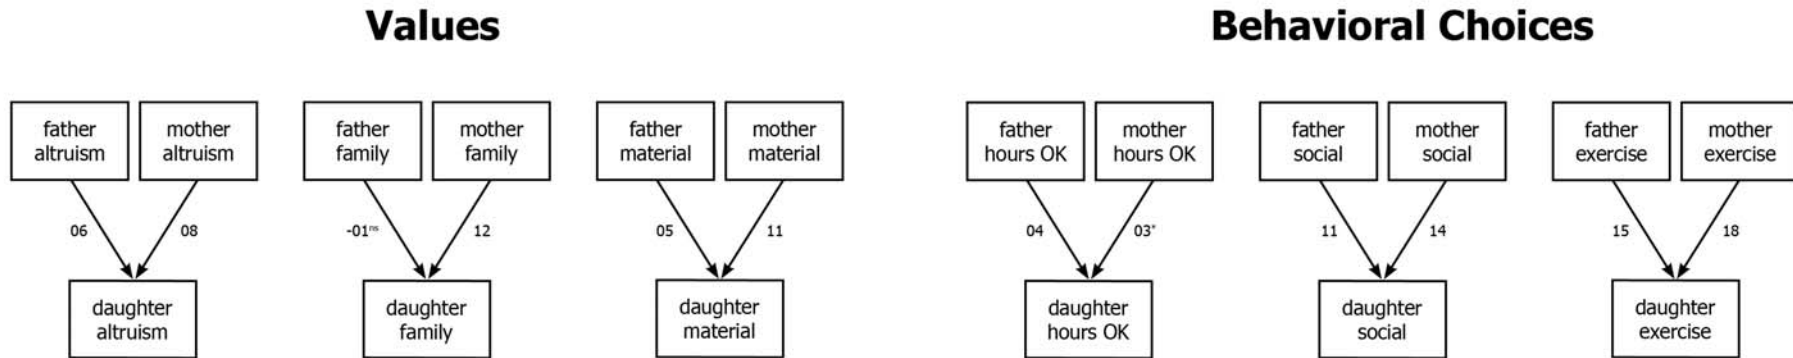 Values
Behavioral Choices
father
altruism
mother
altruism
father
family
mother
family
father
material
mother
material
father
hours OK
mother
hours OK
father
social
mother
social
father
exercise
mother
exercise
06
08
-01ns
12
05
11
04
03*
11
14
15
18
daughter
altruism
daughter
family
daughter
material
daughter
hours OK
daughter
social
daughter
exercise